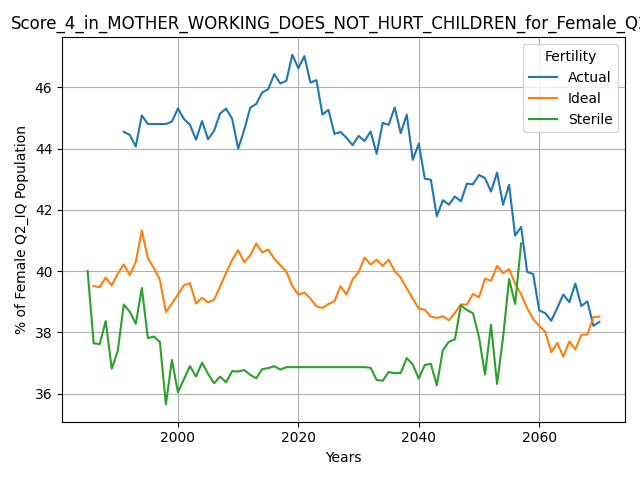 Score_4_in_MOTHER_WORKING_DOES_NOT_HURT_CHILDREN_for_Female_Q2
Fertility
Actual
Ideal
Sterile
% of Female Q2_IQ Population
46
44
42
40
38
36
2000
2020
2040
2060
Years